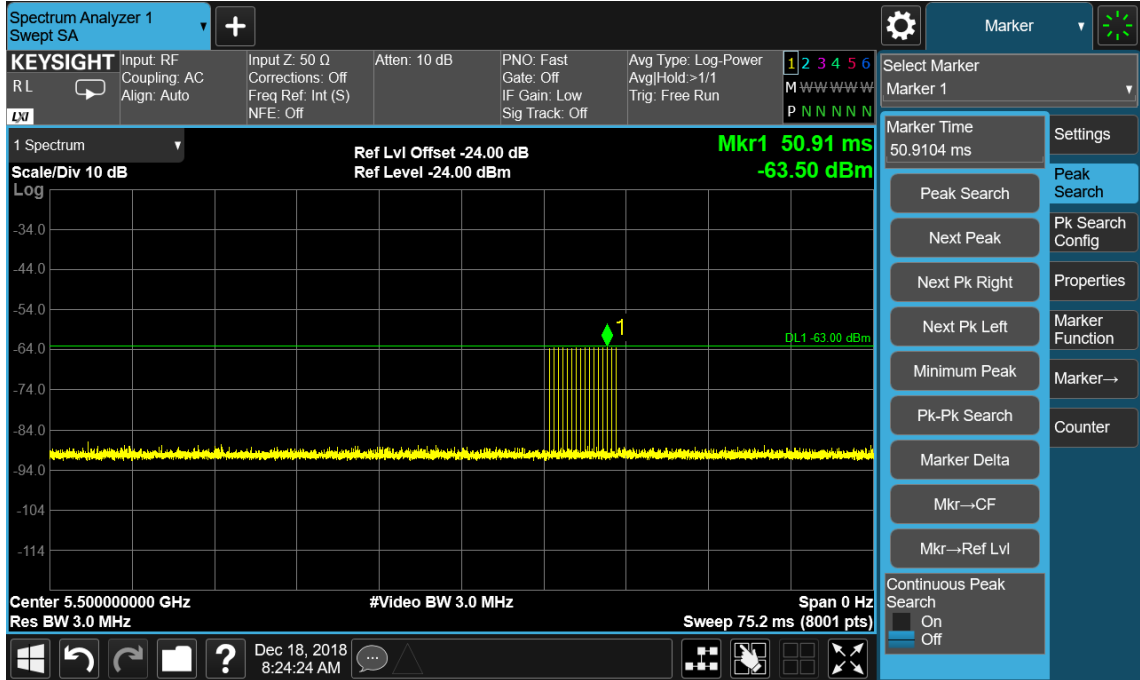 Spectrum Analyzer 1
Swept SA
Marker
KEYSIGHT
R L
LXI
Input: RF
Coupling: AC
Align: Auto
Input Z: 50 Ω
Corrections: Off
Freq Ref: Int (S)
NFE: Off
Atten: 10 dB
PNO: Fast
Gate: Off
IF Gain: Low
Sig Track: Off
Avg Type: Log-Power
Avg|Hold:>1/1
Trig: Free Run
1 2 3 4 5 6
M W W W W W
P N N N N N
Select Marker
Marker 1
1 Spectrum
Scale/Div 10 dB
Log
Ref Lvl Offset -24.00 dB
Ref Level -24.00 dBm
Mkr1 50.91 ms
-63.50 dBm
-34.0
-44.0
-54.0
-64.0
-74.0
-84.0
-94.0
-104
-114
1
DL1 -63.00 dBm
Center 5.500000000 GHz
Res BW 3.0 MHz
#Video BW 3.0 MHz
Span 0 Hz
Sweep 75.2 ms (8001 pts)
Marker Time
50.9104 ms
Peak Search
Next Peak
Next Pk Right
Next Pk Left
Minimum Peak
Pk-Pk Search
Marker Delta
Mkr→CF
Mkr→Ref Lvl
Continuous Peak
Search
On
Off
Settings
Peak
Search
Pk Search
Config
Properties
Marker
Function
Marker→
Counter
?
Dec 18, 2018
8:24:24 AM